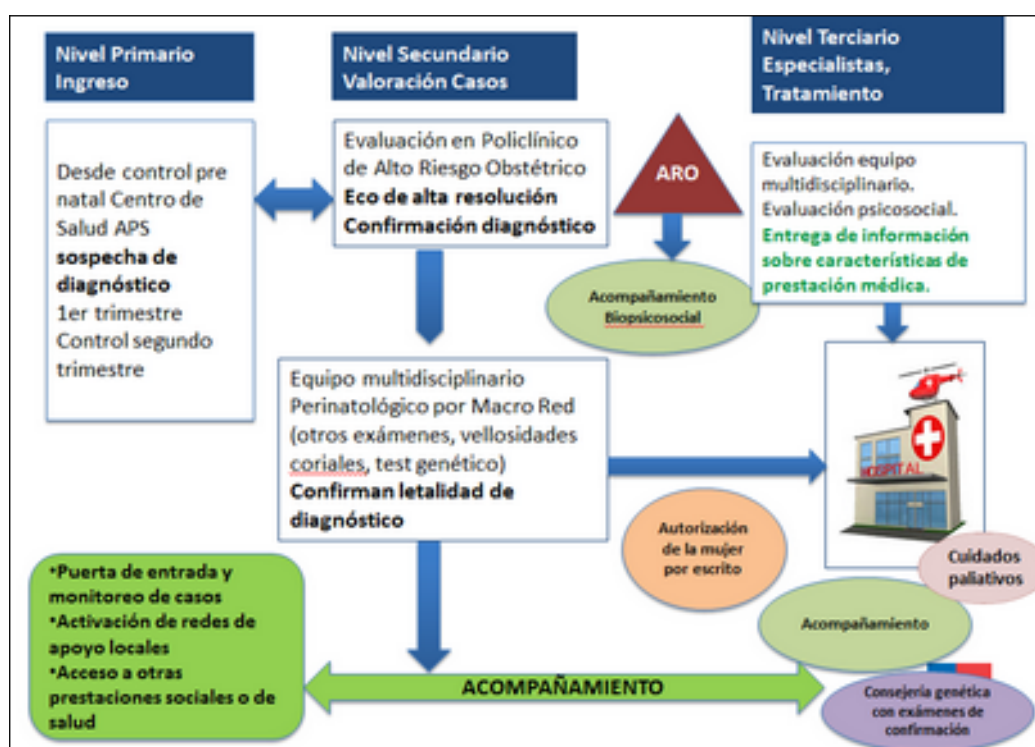 Nivel Primario
Ingreso
Nivel Secundario
Valoración Casos
Nivel Terciario
Especialistas,
Tratamiento
Desde control pre
natal Centro de
Salud APS
sospecha de
diagnóstico
1er trimestre
Control segundo
trimestre
Evaluación en Policlínico
de Alto Riesgo Obstétrico
Eco de alta resolución
Confirmación diagnóstico
ARO
Acompañamiento
Biopsicosocial
Evaluación equipo
multidisciplinario.
Evaluación psicosocial.
Entrega de información
sobre características de
prestación médica.
Equipo multidisciplinario
Perinatológico por Macro Red
(otros exámenes, vellosidades
coriales, test genético)
Confirman letalidad de
diagnóstico
HOSPITAL
Autorización
de la mujer
por escrito
Cuidados
paliativos
Acompañamiento
•Puerta de entrada y
monitoreo de casos
•Activación de redes de
apoyo locales
•Acceso a otras
prestaciones sociales o de
salud
ACOMPAÑAMIENTO
Consejería genética
con exámenes de
confirmación